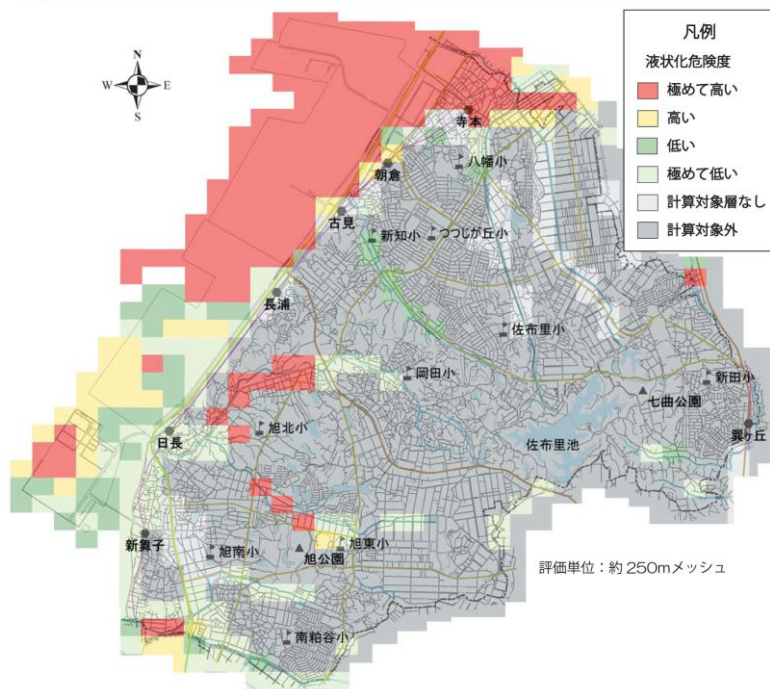 N
W E
S
凡例
液状化危険度
極めて高い
高い
低い
極めて低い
計算対象層なし
計算対象外
寺本
八幡小
朝倉
古見
新知小
つつじが丘小
長浦
佐布里小
岡田小
新田小
七曲公園
旭北小
日長
佐布里池
巽ヶ丘
新舞子
旭南小
旭公園
旭東小
評価単位：約250mメッシュ
南粕谷小